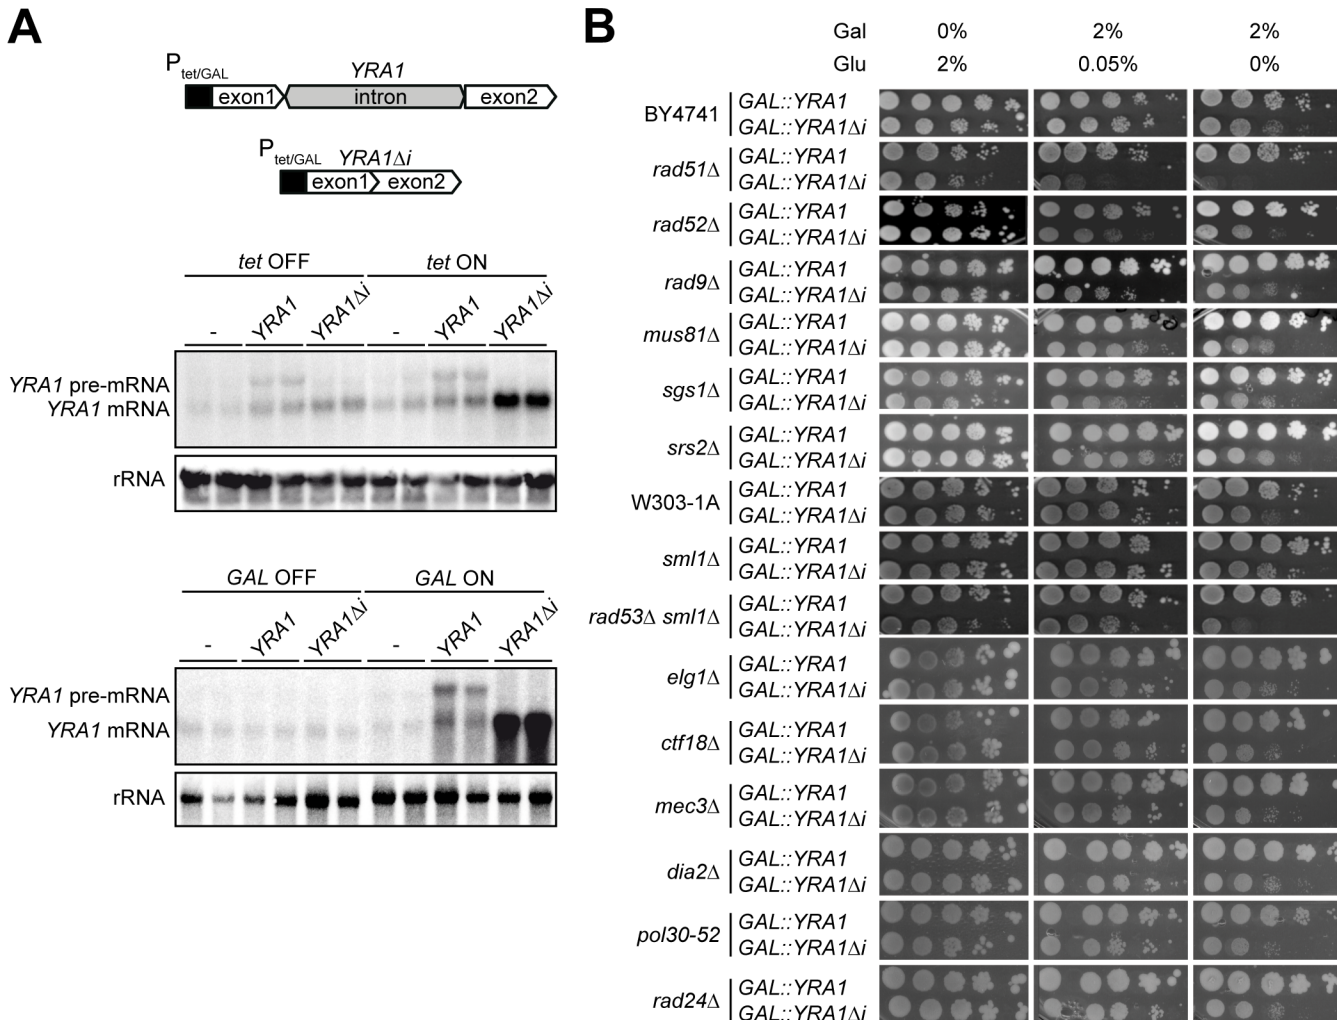 A
P tet/GAL YRA1
exon1 intron exon2
P tet/GAL YRA1Δi
exon1 exon2
tet OFF tet ON
- YRA1 YRA1Δi - YRA1 YRA1Δi
YRA1 pre-mRNA
YRA1 mRNA
rRNA
GAL OFF GAL ON
- YRA1 YRA1Δi - YRA1 YRA1Δi
YRA1 pre-mRNA
YRA1 mRNA
rRNA
B
Gal 0% 2% 2%
Glu 2% 0.05% 0%
BY4741 GAL::YRA1
GAL::YRA1Δi
rad51Δ GAL::YRA1
GAL::YRA1Δi
rad52Δ GAL::YRA1
GAL::YRA1Δi
rad9Δ GAL::YRA1
GAL::YRA1Δi
mus81Δ GAL::YRA1
GAL::YRA1Δi
sgs1Δ GAL::YRA1
GAL::YRA1Δi
srs2Δ GAL::YRA1
GAL::YRA1Δi
W303-1A GAL::YRA1
GAL::YRA1Δi
sml1Δ GAL::YRA1
GAL::YRA1Δi
rad53Δ sml1Δ GAL::YRA1
GAL::YRA1Δi
elg1Δ GAL::YRA1
GAL::YRA1Δi
ctf18Δ GAL::YRA1
GAL::YRA1Δi
mec3Δ GAL::YRA1
GAL::YRA1Δi
dia2Δ GAL::YRA1
GAL::YRA1Δi
pol30-52 GAL::YRA1
GAL::YRA1Δi
rad24Δ GAL::YRA1
GAL::YRA1Δi